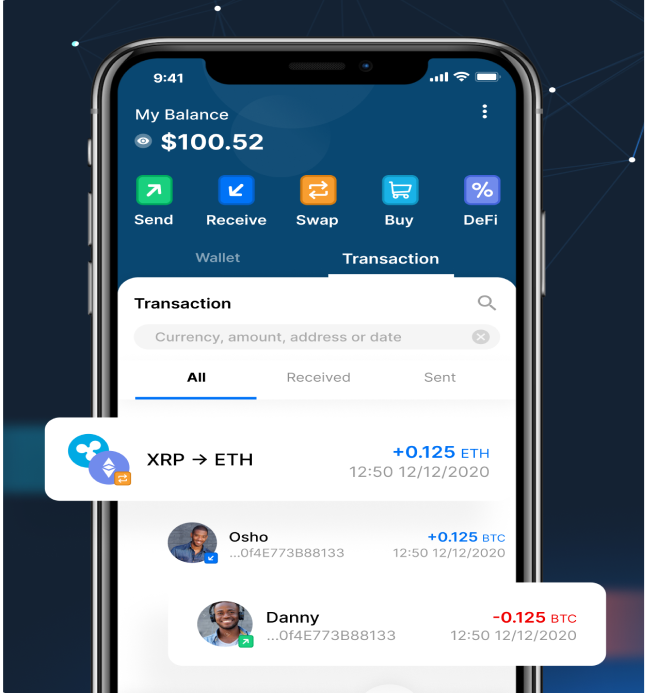 9:41
My Balance
$100.52
Send Receive Swap Buy DeFi
Wallet Transaction
Transaction
Currency, amount, address or date
All Received Sent
XRP → ETH +0.125 ETH
12:50 12/12/2020
Osho +0.125 BTC
...0f4E773B88133 12:50 12/12/2020
Danny -0.125 BTC
...0f4E773B88133 12:50 12/12/2020